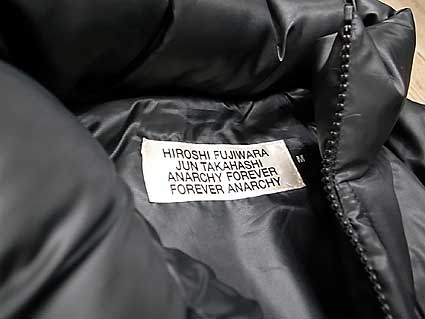 HIROSHI FUJIWARA
JUN TAKAHASHI
ANARCHY FOREVER
FOREVER ANARCHY
M